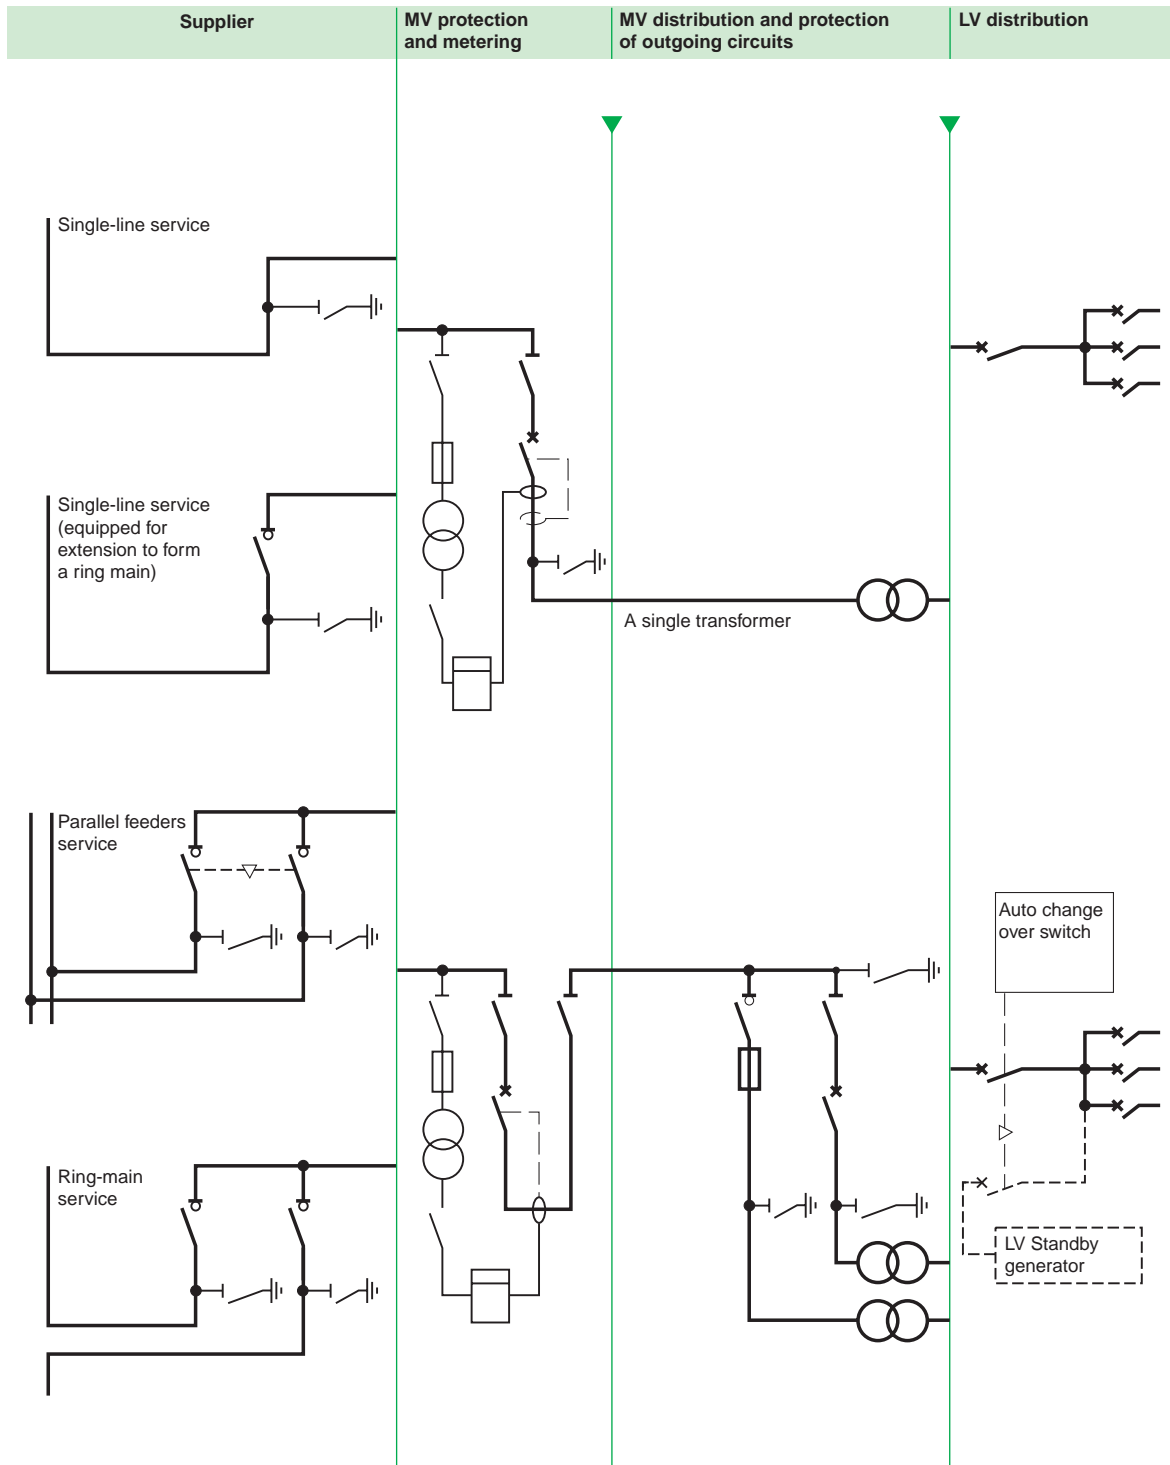 Supplier
MV protection
and metering
MV distribution and protection
of outgoing circuits
LV distribution
Single-line service
Single-line service
(equipped for
extension to form
a ring main)
A single transformer
Parallel feeders
service
Auto change
over switch
Ring-main
service
LV Standby
generator